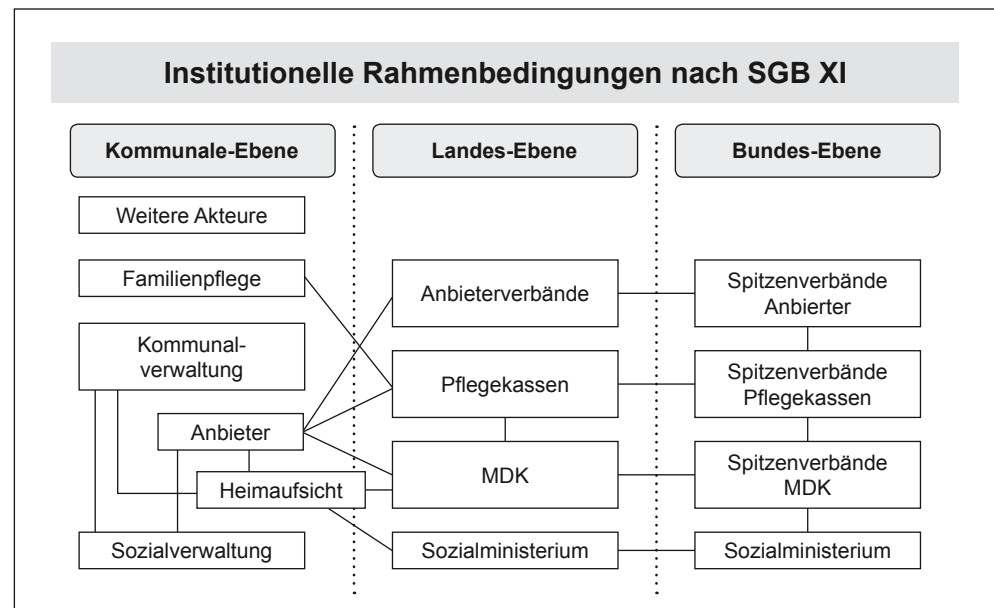 Institutionelle Rahmenbedingungen nach SGB XI
Kommunale-Ebene
Landes-Ebene
Bundes-Ebene
Weitere Akteure
Familienpflege
Kommunal-
verwaltung
Anbieter
Heimaufsicht
Sozialverwaltung
Anbieterverbände
Pflegekassen
MDK
Sozialministerium
Spitzenverbände
Anbierter
Spitzenverbände
Pflegekassen
Spitzenverbände
MDK
Sozialministerium